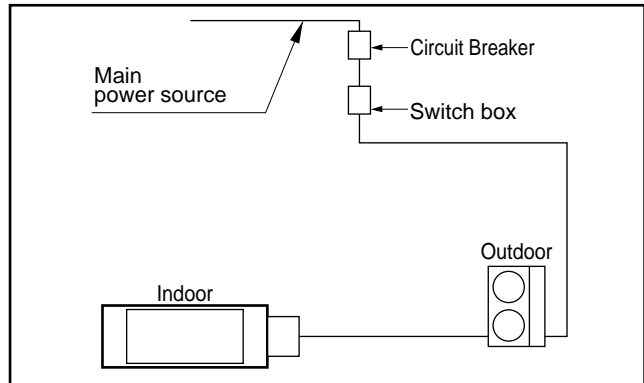 Main
power source
Circuit Breaker
Switch box
Outdoor
Indoor